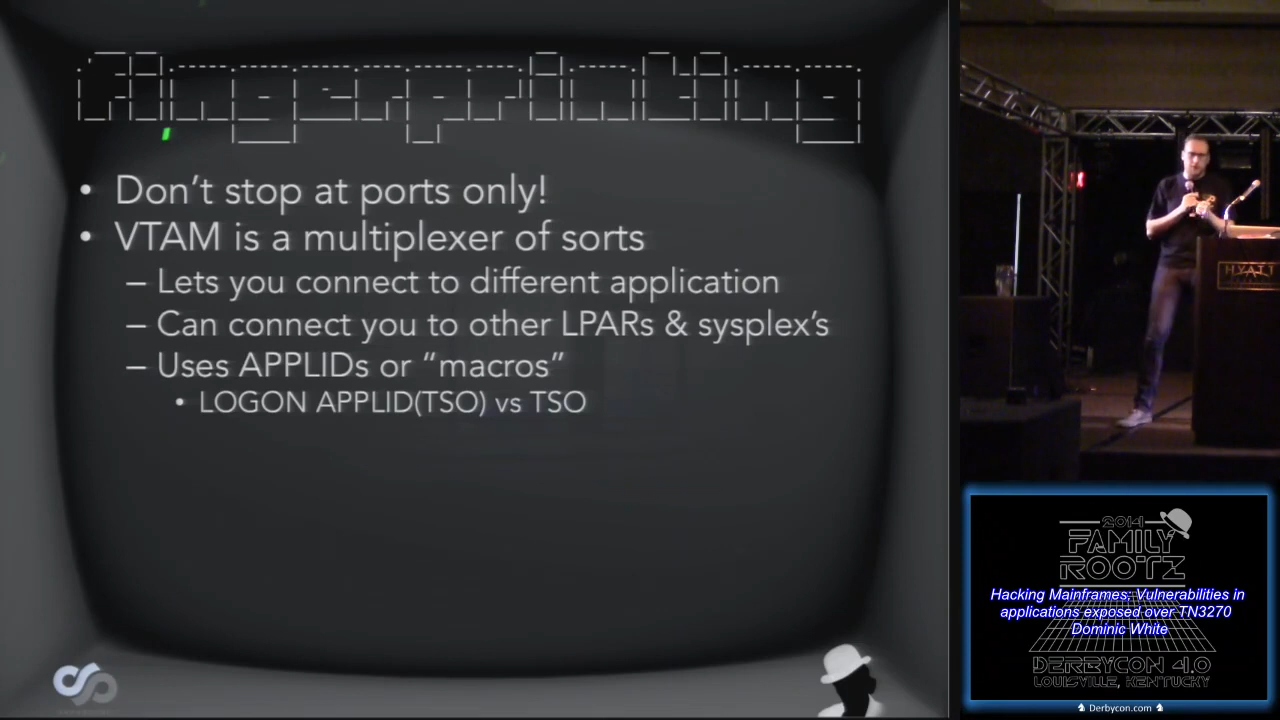 fingerprinting
• Don't stop at ports only!
• VTAM is a multiplexer of sorts
– Lets you connect to different application
– Can connect you to other LPARs & sysplex's
– Uses APPLIDs or “macros”
• LOGON APPLID(TSO) vs TSO
HYATT
2014
FAMILY
ROOTZ
Hacking Mainframes: Vulnerabilities in
applications exposed over TN3270
Dominic White
DERBYCON 4.0
LOUISVILLE, KENTUCKY
Derbycon.com